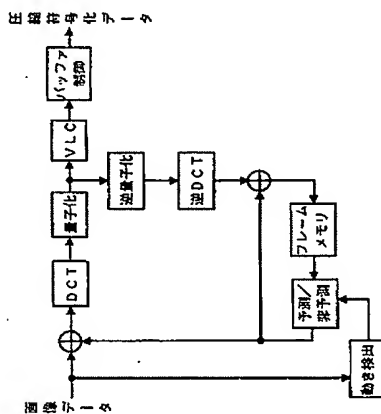 画像データ
DCT
量子化
VLC
バッファ
制御
圧縮符号化データ
逆量子化
逆DCT
フレーム
メモリ
予測/
非予測
動き検出